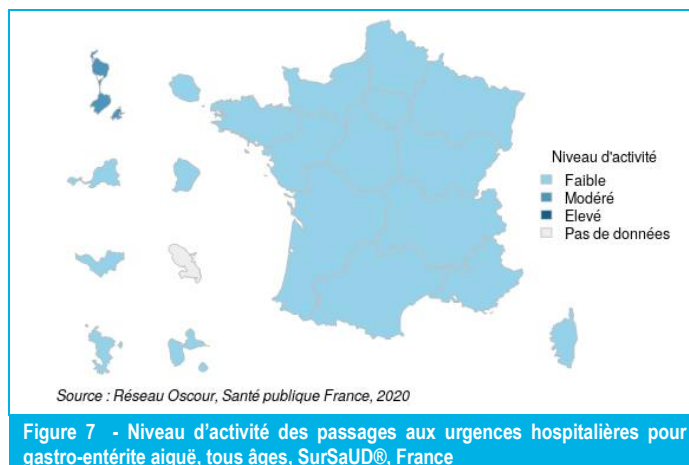 Niveau d'activité
Faible
Modéré
Elevé
Pas de données
Source : Réseau Oscour, Santé publique France, 2020
Figure 7 - Niveau d'activité des passages aux urgences hospitalières pour
gastro-entérite aiguë, tous âges, SurSaUD®, France